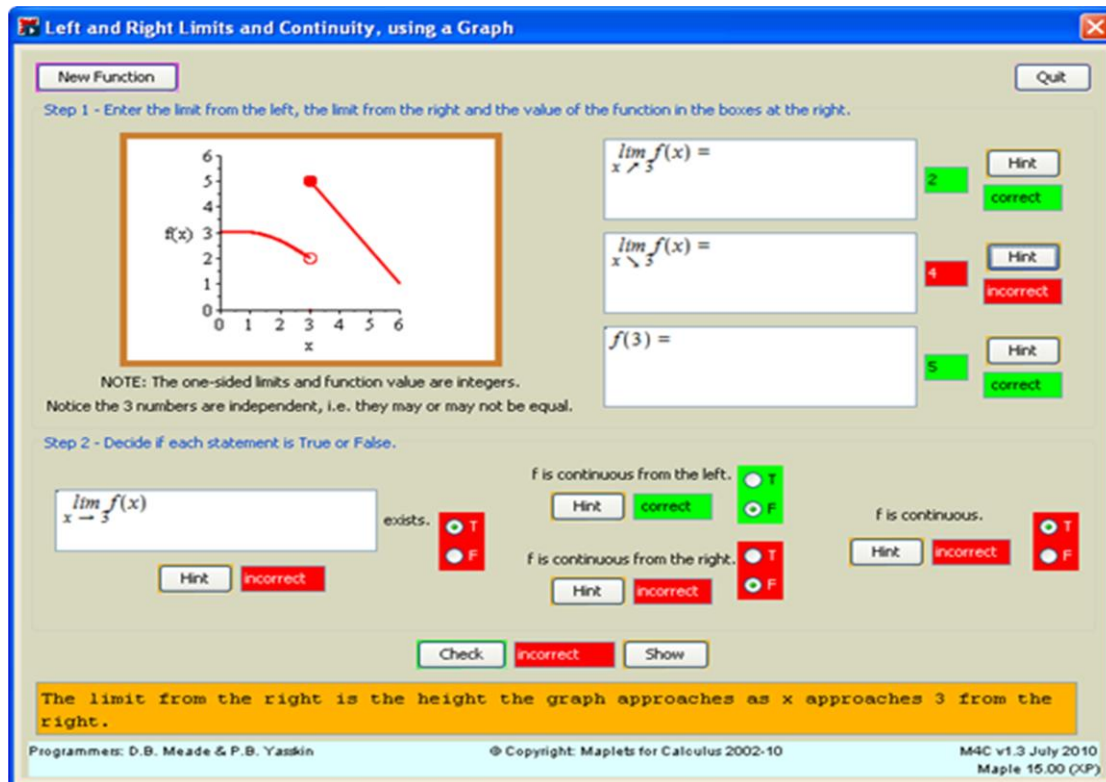 Left and Right Limits and Continuity, using a Graph
New Function
Quit
Step 1 - Enter the limit from the left, the limit from the right and the value of the function in the boxes at the right.
6
5
4
f(x) 3
2
1
0
0 1 2 3 4 5 6
x
NOTE: The one-sided limits and function value are integers.
Notice the 3 numbers are independent, i.e. they may or may not be equal.
lim f(x) =
x ↗ 3
2
Hint
correct
lim f(x) =
x ↘ 3
4
Hint
incorrect
f(3) =
5
Hint
correct
Step 2 - Decide if each statement is True or False.
lim f(x)
x → 3
exists.
T
F
Hint incorrect
f is continuous from the left.
T
Hint correct F
f is continuous from the right. T
Hint incorrect F
f is continuous.
T
Hint incorrect F
Check incorrect Show
The limit from the right is the height the graph approaches as x approaches 3 from the
right.
Programmers: D.B. Meade & P.B. Yasskin © Copyright: Maplets for Calculus 2002-10 M4C v1.3 July 2010
Maple 15.00 (XP)